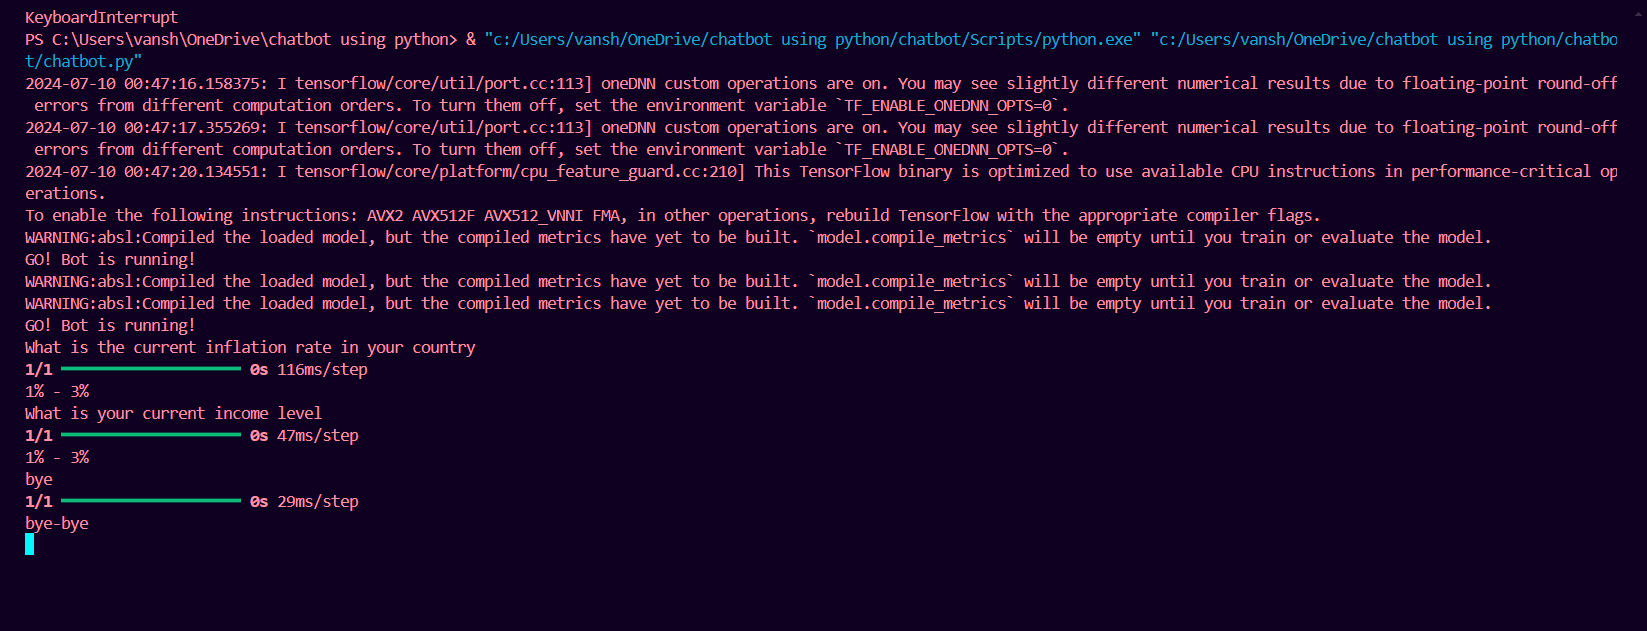 KeyboardInterrupt
PS C:\Users\vansh\OneDrive\chatbot using python> & "c:/Users/vansh/OneDrive/chatbot using python/chatbot/Scripts/python.exe" "c:/Users/vansh/OneDrive/chatbot using python/chatbo
t/chatbot.py"
2024-07-10 00:47:16.158375: I tensorflow/core/util/port.cc:113] oneDNN custom operations are on. You may see slightly different numerical results due to floating-point round-off
errors from different computation orders. To turn them off, set the environment variable `TF_ENABLE_ONEDNN_OPTS=0`.
2024-07-10 00:47:17.355269: I tensorflow/core/util/port.cc:113] oneDNN custom operations are on. You may see slightly different numerical results due to floating-point round-off
errors from different computation orders. To turn them off, set the environment variable `TF_ENABLE_ONEDNN_OPTS=0`.
2024-07-10 00:47:20.134551: I tensorflow/core/platform/cpu_feature_guard.cc:210] This TensorFlow binary is optimized to use available CPU instructions in performance-critical op
erations.
To enable the following instructions: AVX2 AVX512F AVX512_VNNI FMA, in other operations, rebuild TensorFlow with the appropriate compiler flags.
WARNING:absl:Compiled the loaded model, but the compiled metrics have yet to be built. `model.compile_metrics` will be empty until you train or evaluate the model.
GO! Bot is running!
WARNING:absl:Compiled the loaded model, but the compiled metrics have yet to be built. `model.compile_metrics` will be empty until you train or evaluate the model.
WARNING:absl:Compiled the loaded model, but the compiled metrics have yet to be built. `model.compile_metrics` will be empty until you train or evaluate the model.
GO! Bot is running!
What is the current inflation rate in your country
1/1 0s 116ms/step
1% - 3%
What is your current income level
1/1 0s 47ms/step
1% - 3%
bye
1/1 0s 29ms/step
bye-bye